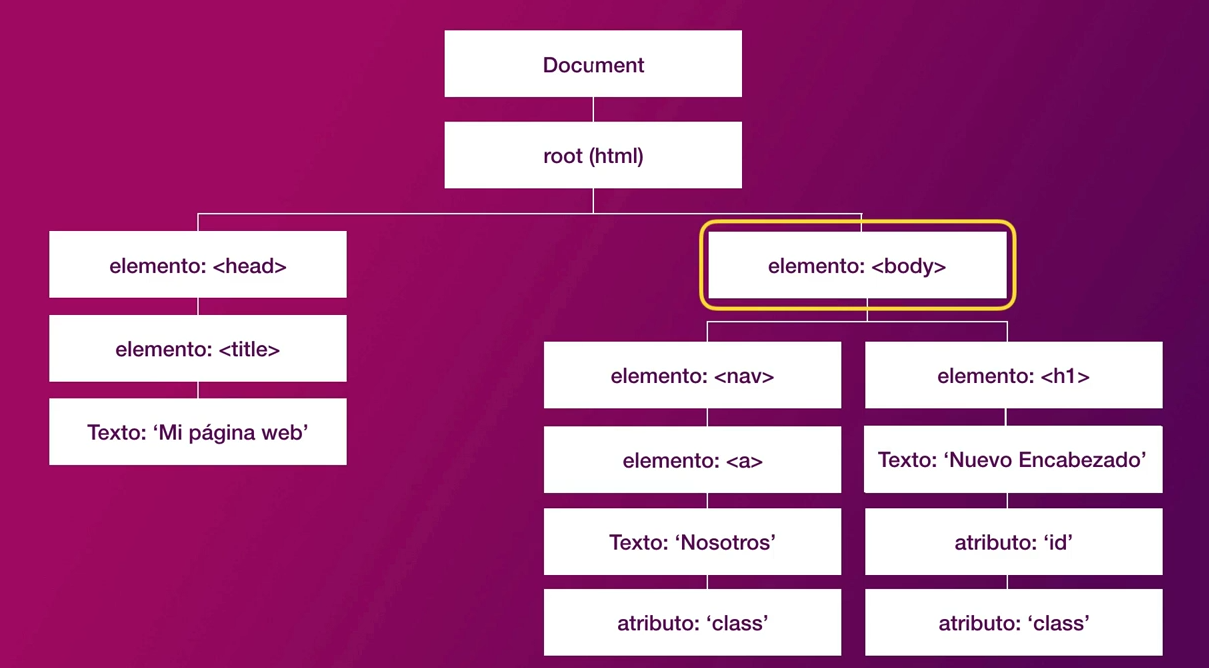 Document
root (html)
elemento: <head>
elemento: <body>
elemento: <title>
Texto: ‘Mi página web’
elemento: <nav>
elemento: <h1>
elemento: <a>
Texto: ‘Nuevo Encabezado’
Texto: ‘Nosotros’
atributo: ‘id’
atributo: ‘class’
atributo: ‘class’